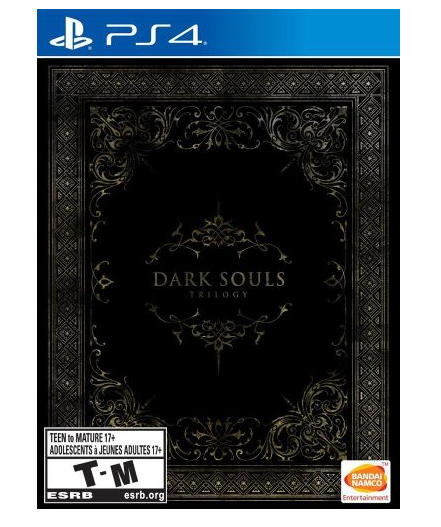 PS4
DARK SOULS
TRILOGY
TEEN to MATURE 17+
ADOLESCENTS à JEUNES ADULTES 17+
T-M
ESRB esrb.org
BANDAI
NAMCO
Entertainment